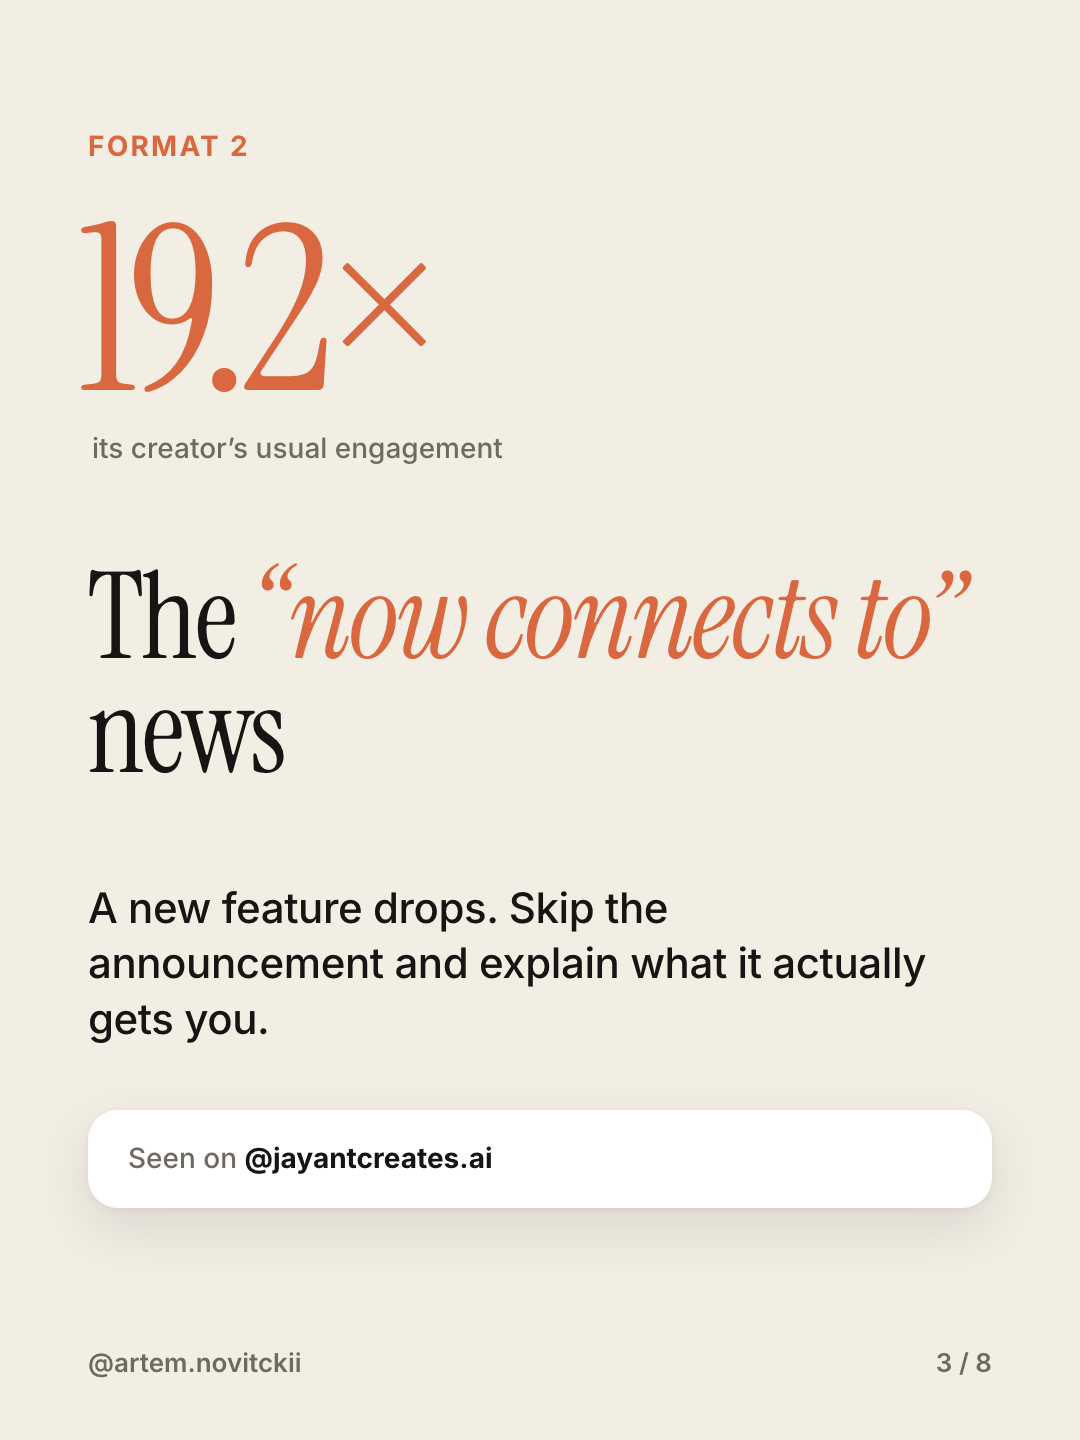 FORMAT 2
19.2×
its creator’s usual engagement
The “now connects to”
news
A new feature drops. Skip the
announcement and explain what it actually
gets you.
Seen on @jayantcreates.ai
@artem.novitckii
3 / 8